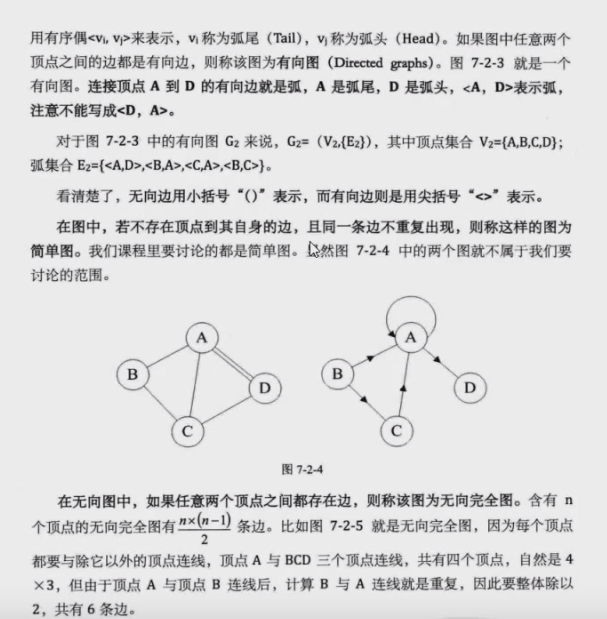 用有序偶<vi, vj>来表示，vi 称为弧尾（Tail），vj 称为弧头（Head）。如果图中任意两个
顶点之间的边都是有向边，则称该图为有向图（Directed graphs）。图 7-2-3 就是一个
有向图。连接顶点 A 到 D 的有向边就是弧，A 是弧尾，D 是弧头，<A，D>表示弧，
注意不能写成<D，A>。
对于图 7-2-3 中的有向图 G2 来说，G2=（V2,{E2}），其中顶点集合 V2={A,B,C,D}；
弧集合 E2={<A,D>,<B,A>,<C,A>,<B,C>}。
看清楚了，无向边用小括号“()”表示，而有向边则是用尖括号“<>”表示。
在图中，若不存在顶点到其自身的边，且同一条边不重复出现，则称这样的图为
简单图。我们课程里要讨论的都是简单图。然图 7-2-4 中的两个图就不属于我们要
讨论的范围。
A
B
D
C
A
B
D
C
图 7-2-4
在无向图中，如果任意两个顶点之间都存在边，则称该图为无向完全图。含有 n
个顶点的无向完全图有 n×(n−1)/2 条边。比如图 7-2-5 就是无向完全图，因为每个顶点
都要与除它以外的顶点连线，顶点 A 与 BCD 三个顶点连线，共有四个顶点，自然是 4
×3，但由于顶点 A 与顶点 B 连线后，计算 B 与 A 连线就是重复，因此要整体除以
2，共有 6 条边。